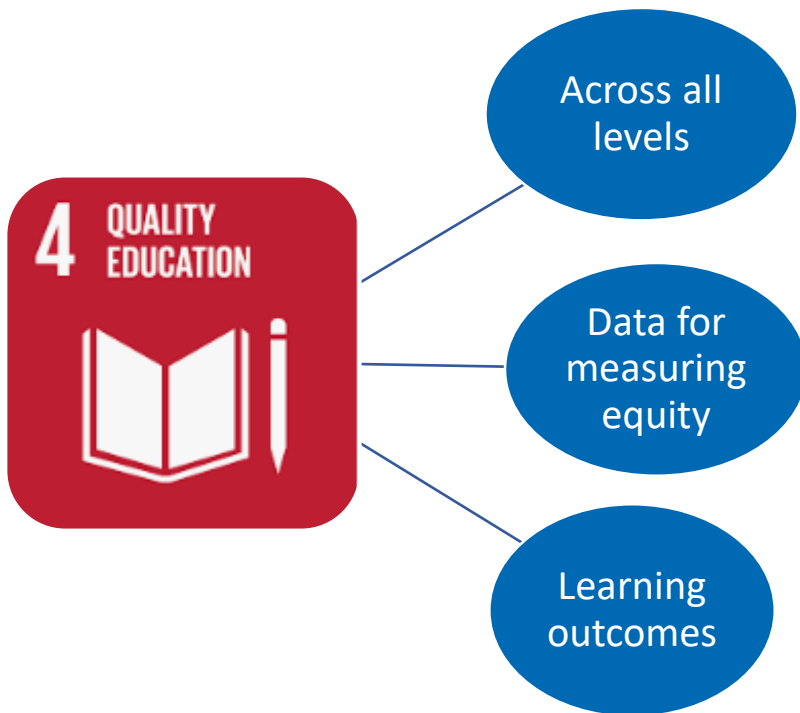 4 QUALITY
EDUCATION
Across all
levels
Data for
measuring
equity
Learning
outcomes